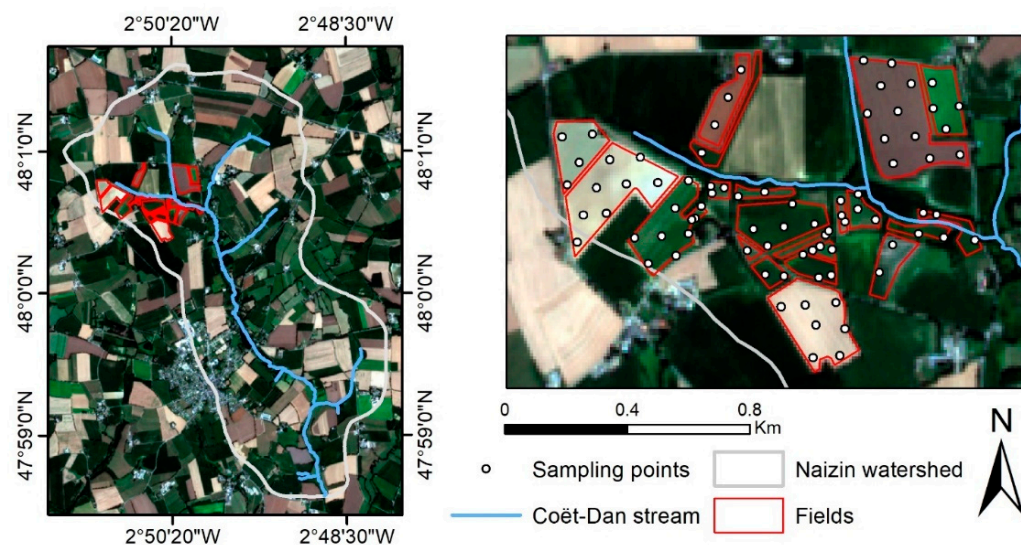 2°50'20"W 2°48'30"W
48°1'0"N
48°0'0"N
47°59'0"N
48°1'0"N
48°0'0"N
47°59'0"N
2°50'20"W 2°48'30"W
0 0.4 0.8
Km
N
Sampling points
Naizin watershed
Coët-Dan stream
Fields